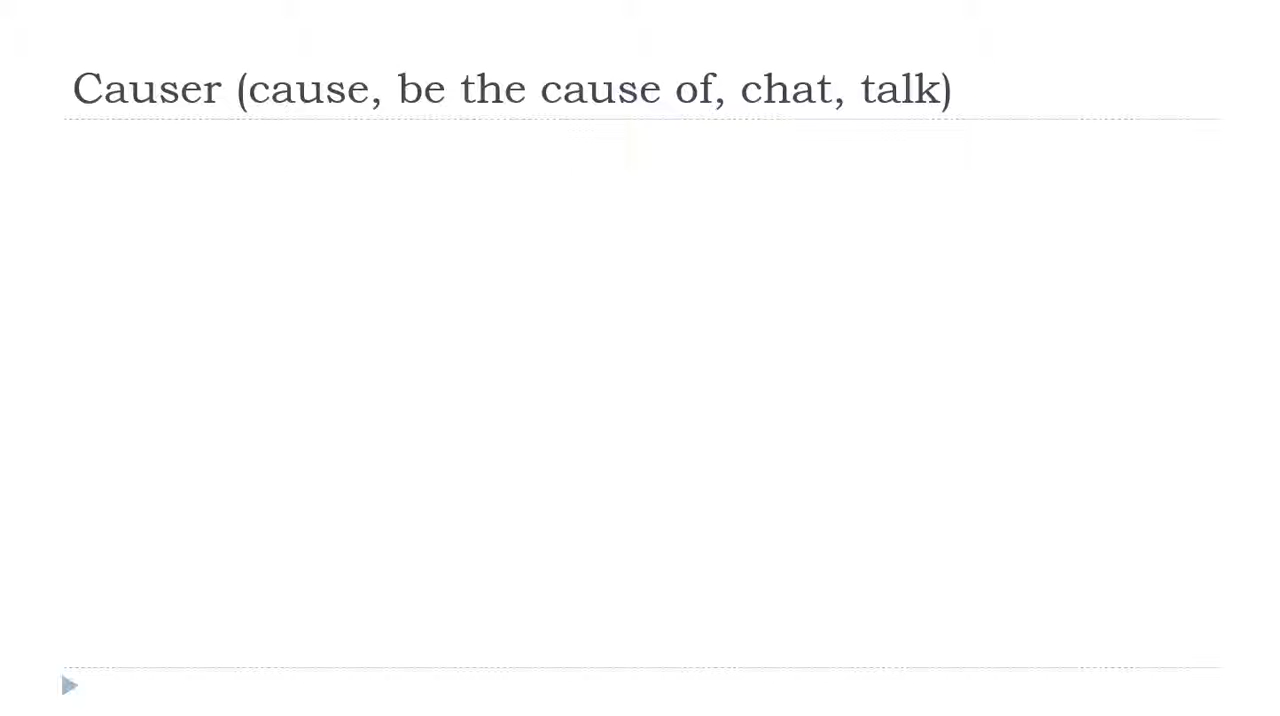 Causer (cause, be the cause of, chat, talk)